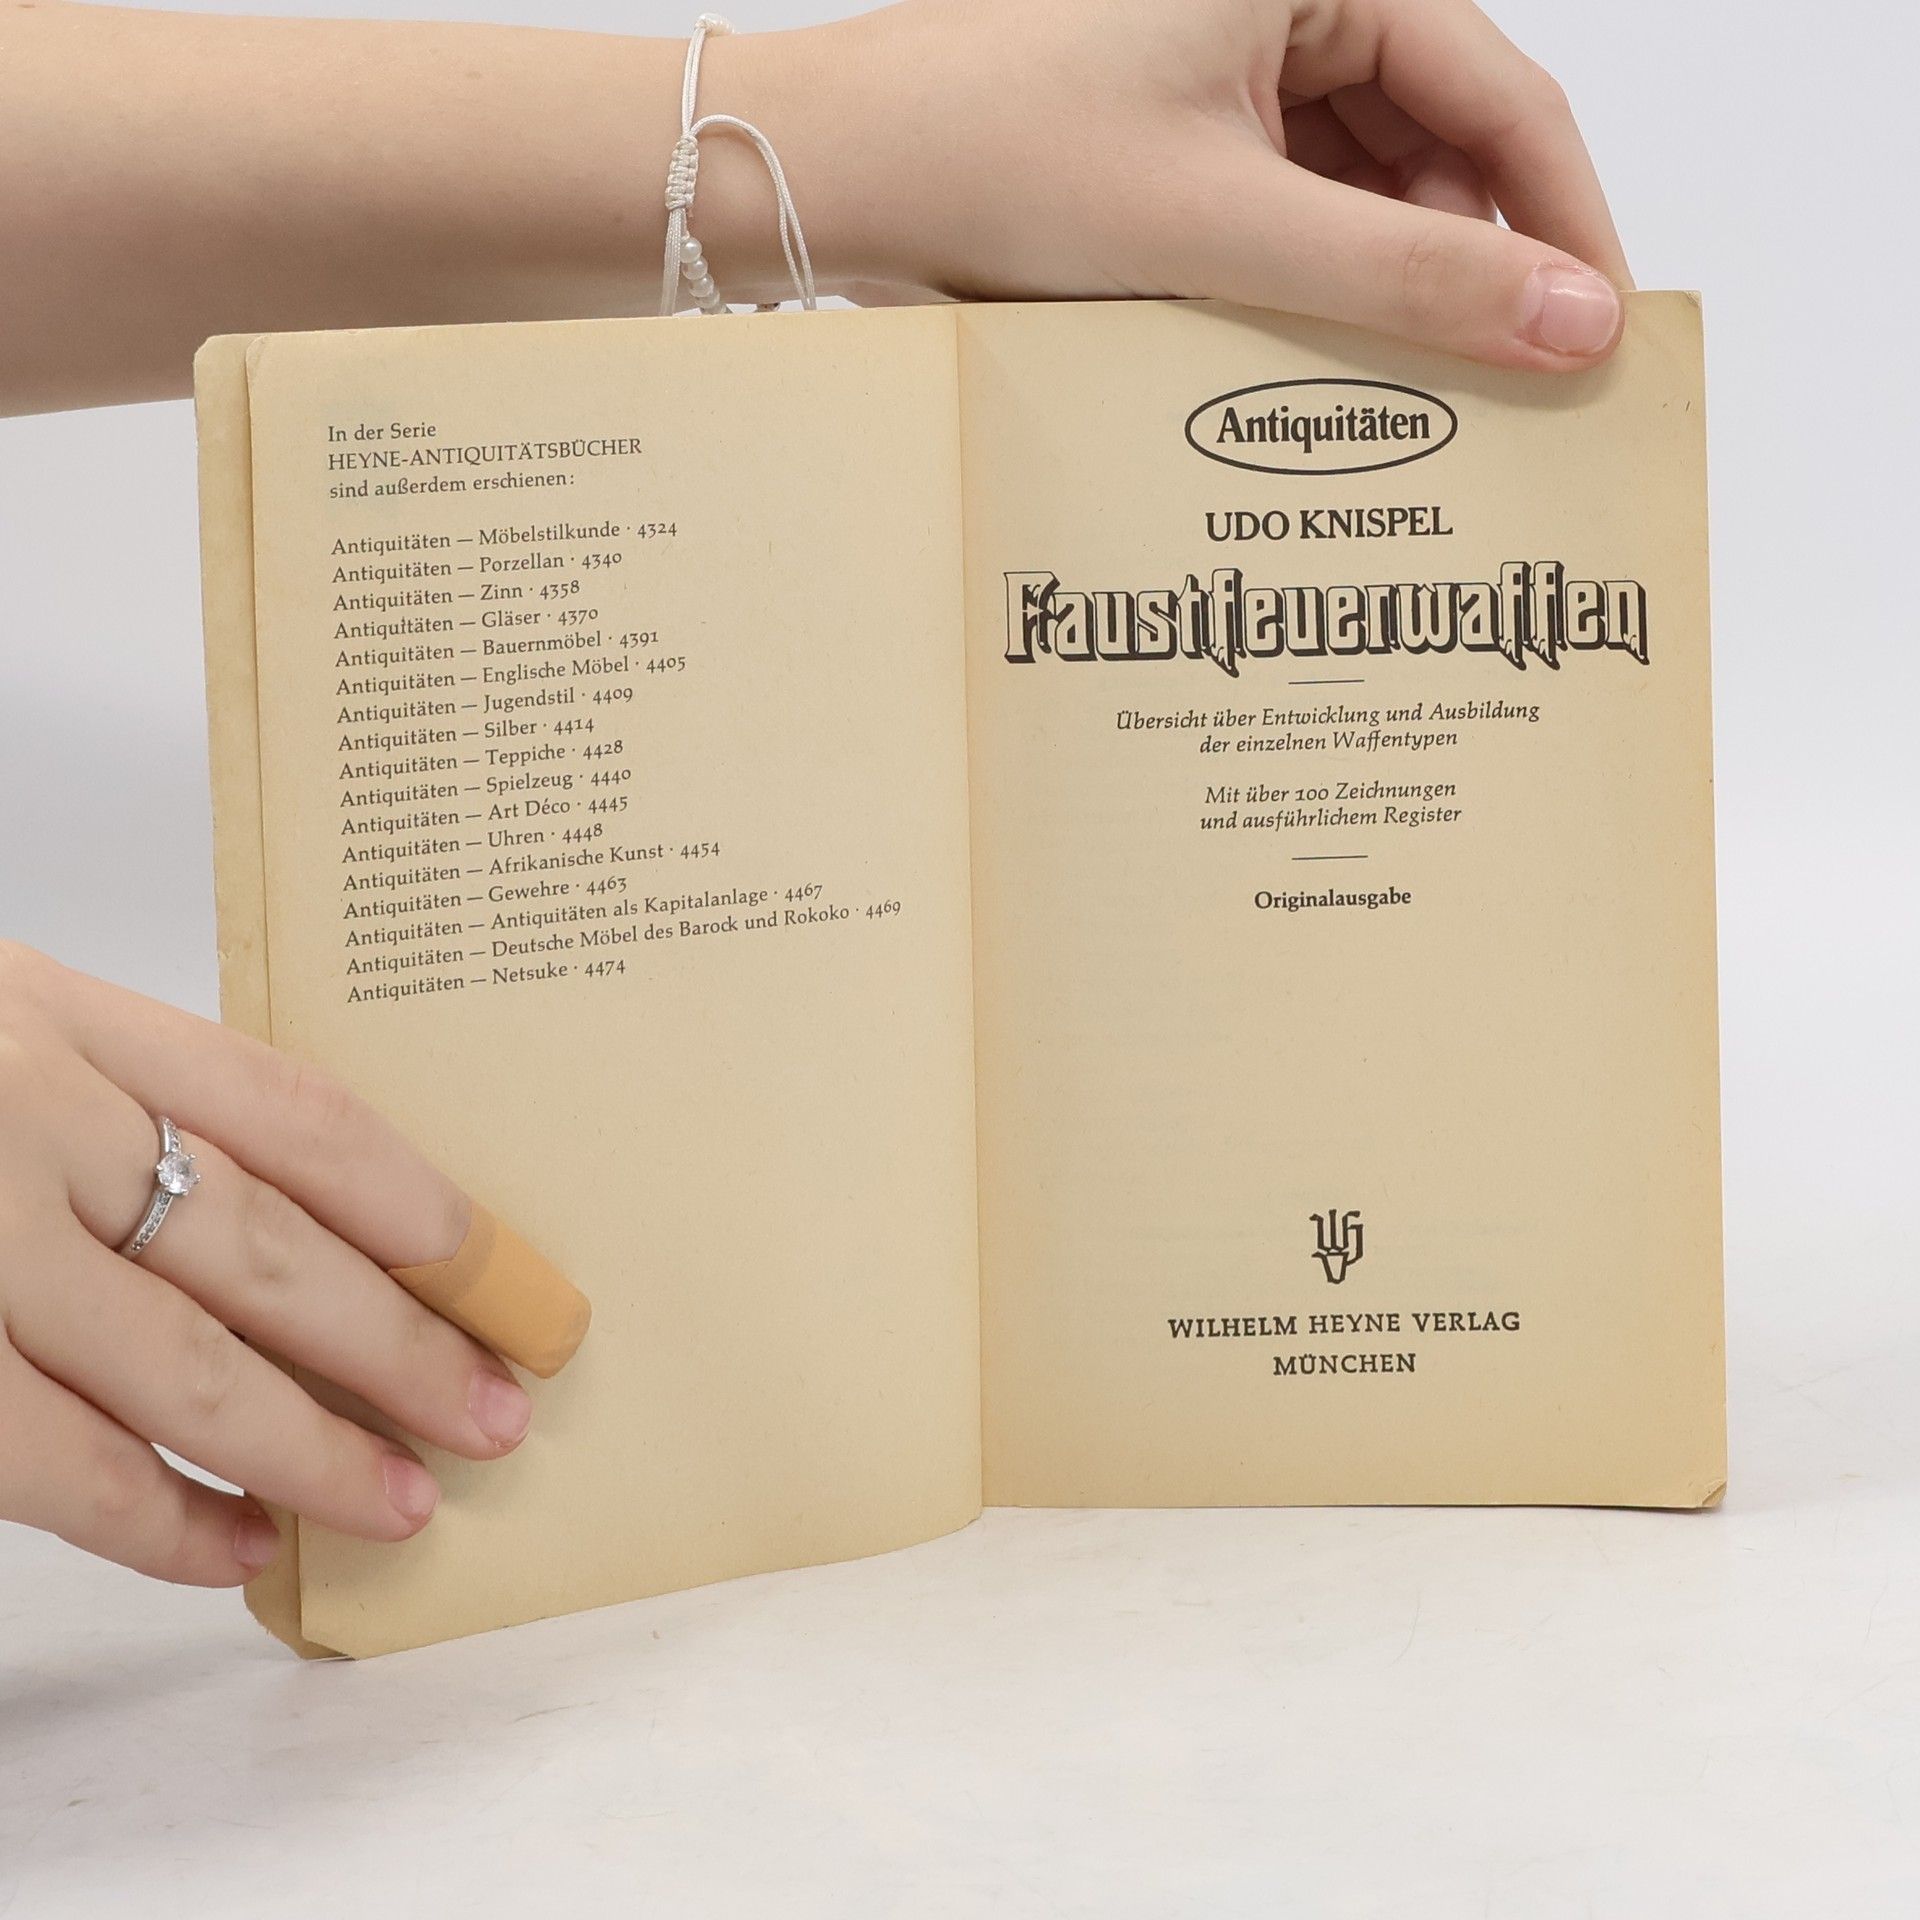 In der Serie
HEYNE-ANTIQUITÄTSBÜCHER
sind außerdem erschienen:
Antiquitäten — Möbelstilkunde · 4324
Antiquitäten — Porzellan · 4340
Antiquitäten — Zinn · 4358
Antiquitäten — Gläser · 4370
Antiquitäten — Bauernmöbel · 4391
Antiquitäten — Englische Möbel · 4405
Antiquitäten — Jugendstil · 4409
Antiquitäten — Silber · 4414
Antiquitäten — Teppiche · 4428
Antiquitäten — Spielzeug · 4440
Antiquitäten — Art Déco · 4445
Antiquitäten — Uhren · 4448
Antiquitäten — Afrikanische Kunst · 4454
Antiquitäten — Gewehre · 4463
Antiquitäten — Antiquitäten als Kapitalanlage · 4467
Antiquitäten — Deutsche Möbel des Barock und Rokoko · 4469
Antiquitäten — Netsuke · 4474
Antiquitäten
UDO KNISPEL
Faustfeuerwaffen
Übersicht über Entwicklung und Ausbildung
der einzelnen Waffentypen
Mit über 100 Zeichnungen
und ausführlichem Register
Originalausgabe
WILHELM HEYNE VERLAG
MÜNCHEN